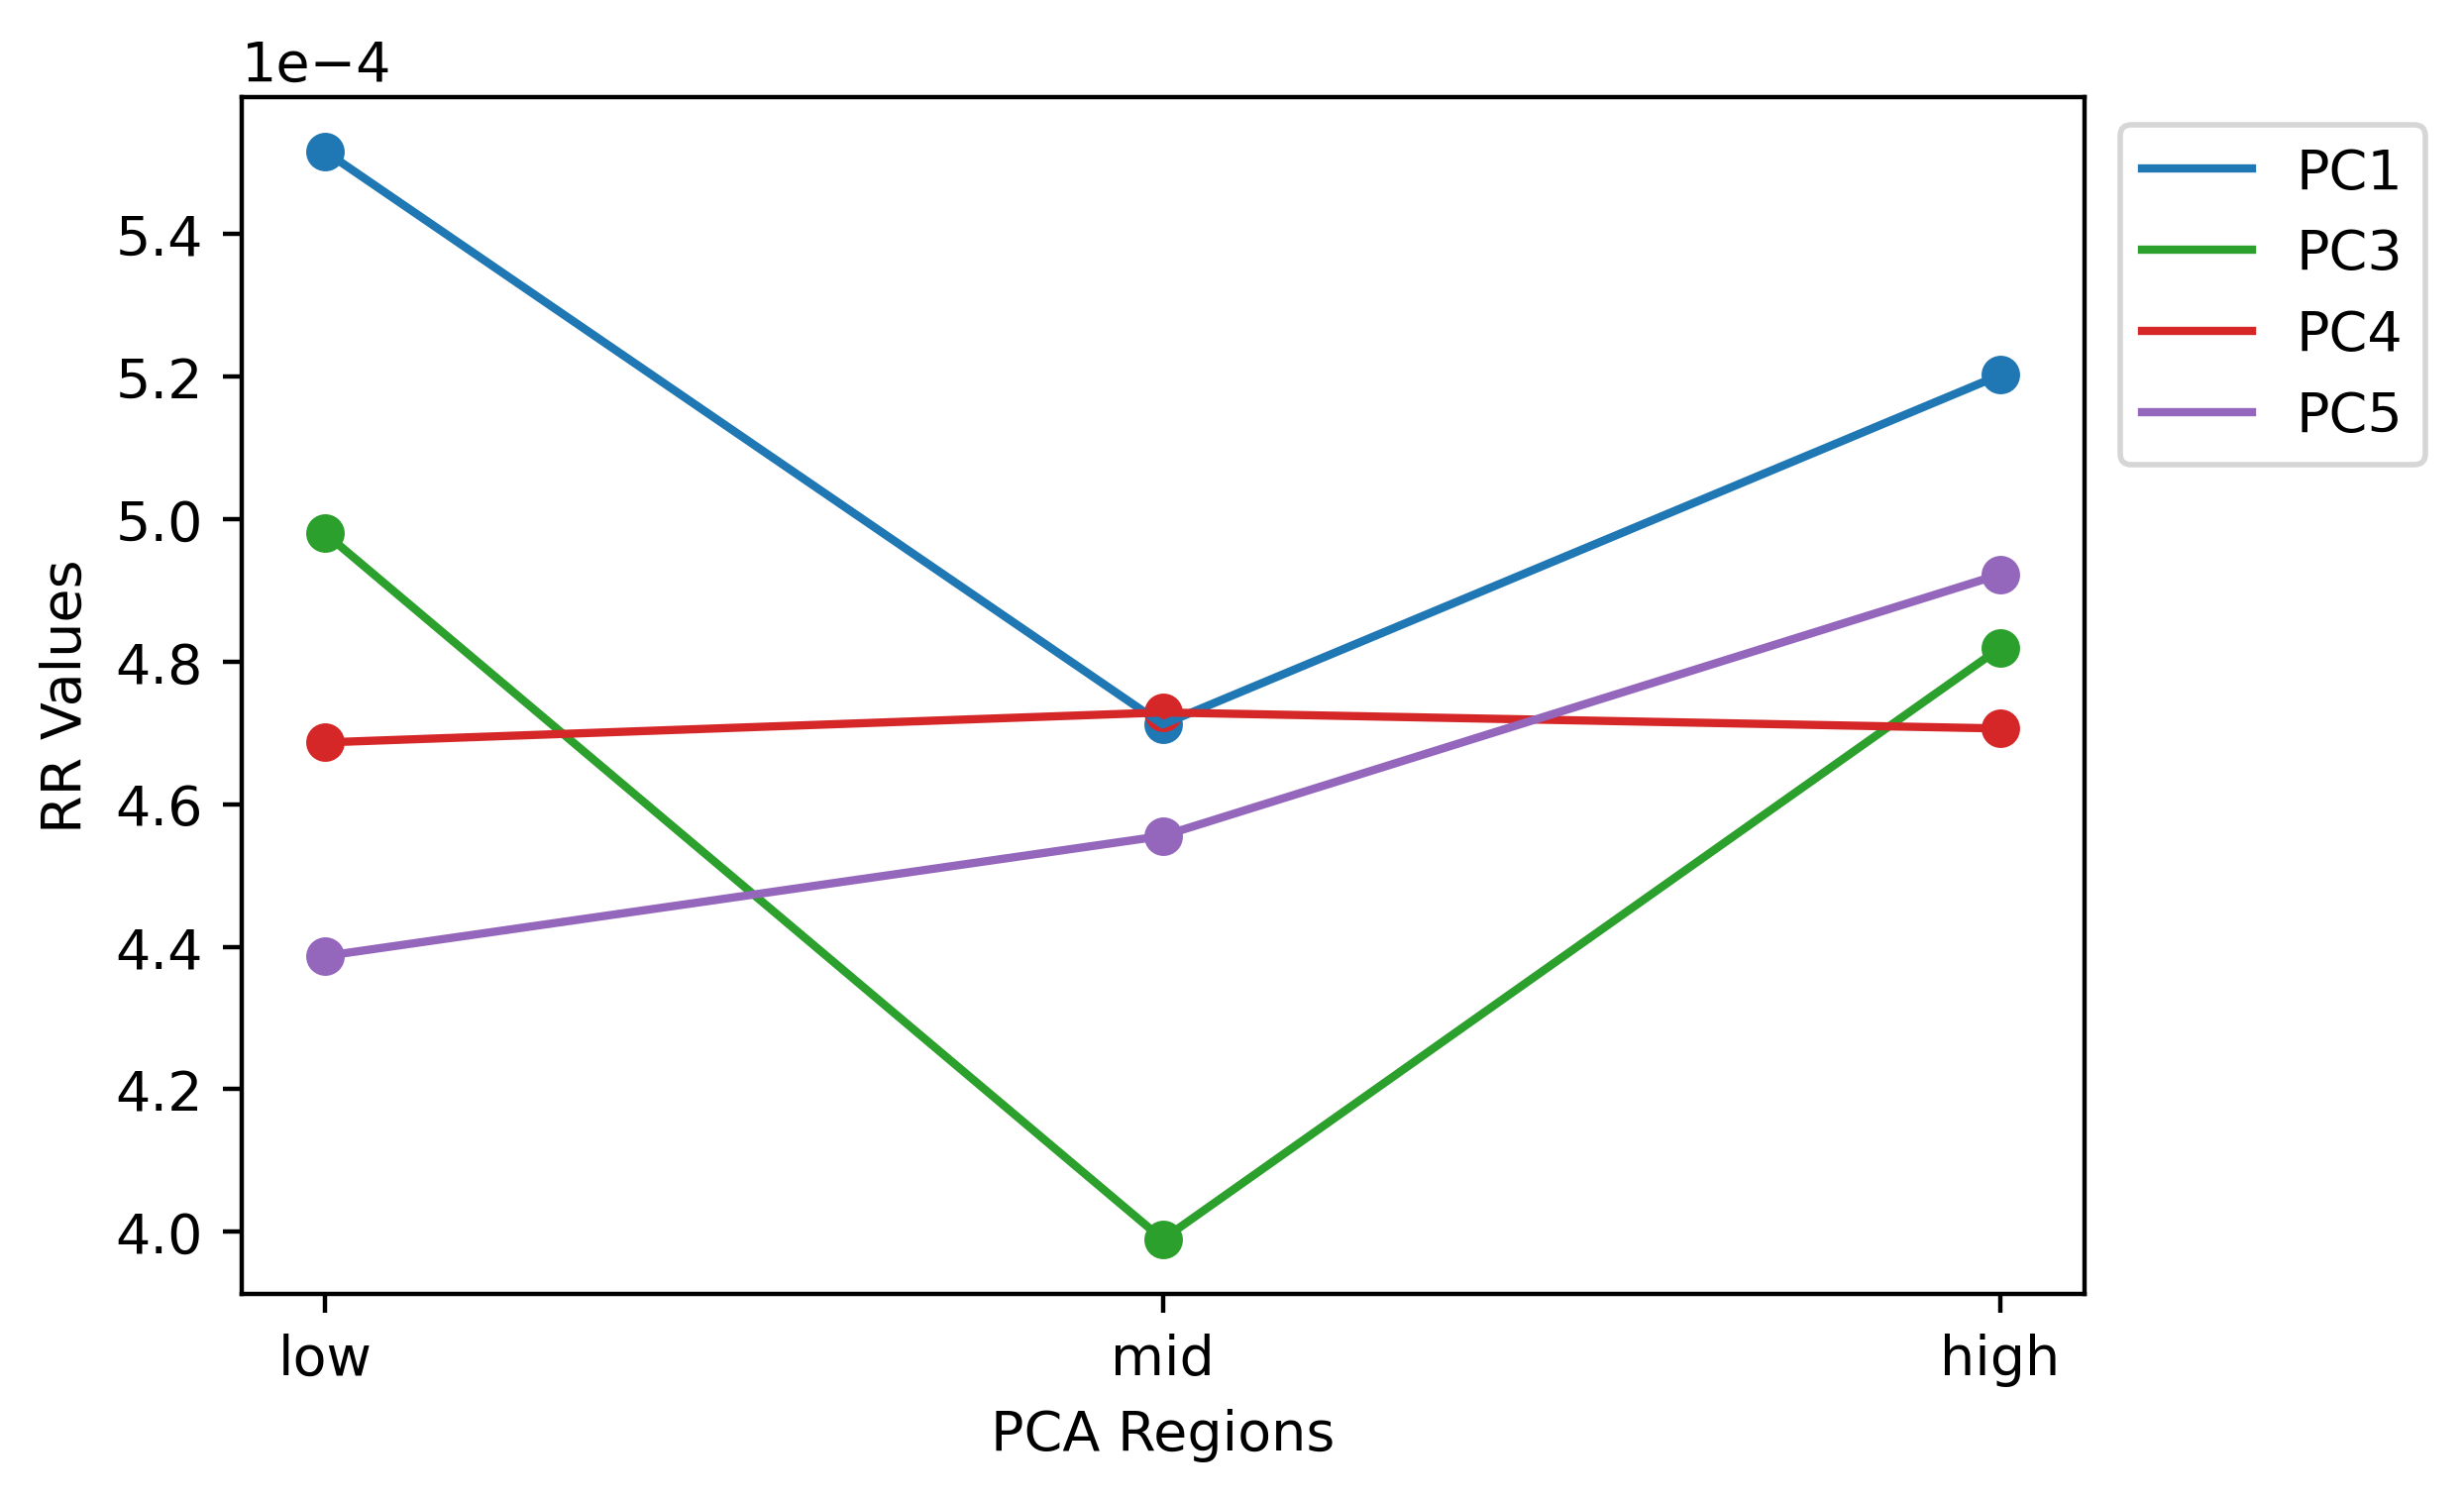 1e−4
5.4
5.2
5.0
4.8
4.6
4.4
4.2
4.0
RR Values
low mid high
PCA Regions
PC1
PC3
PC4
PC5